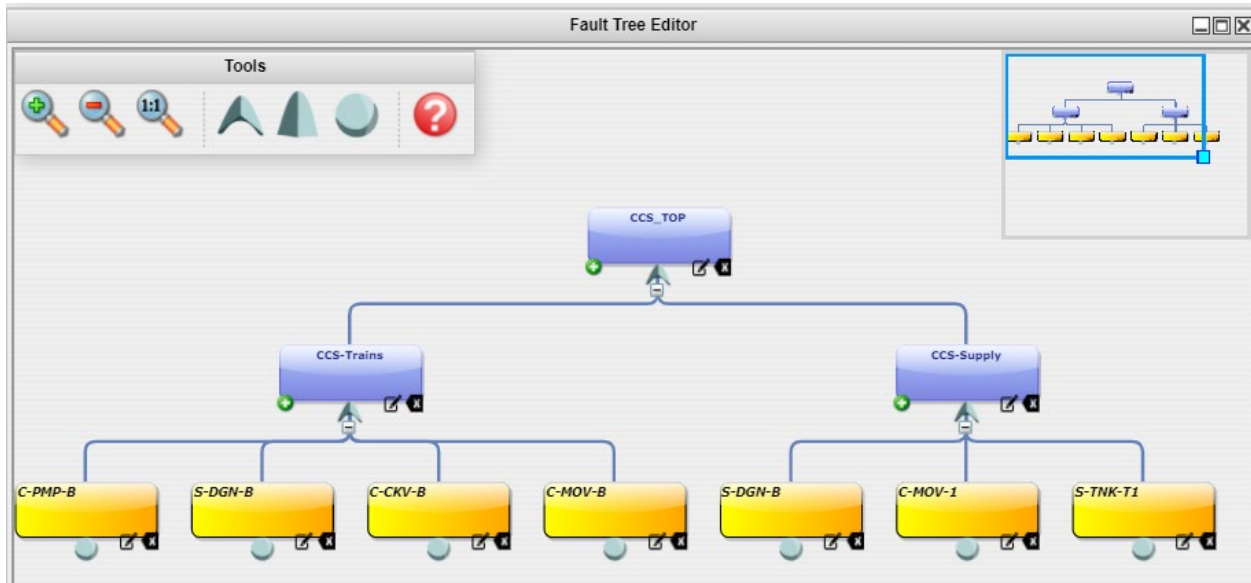 Fault Tree Editor
Tools
1:1
?
CCS_TOP
CCS-Trains
CCS-Supply
C-PMP-B
S-DGN-B
C-CKV-B
C-MOV-B
S-DGN-B
C-MOV-1
S-TNK-T1